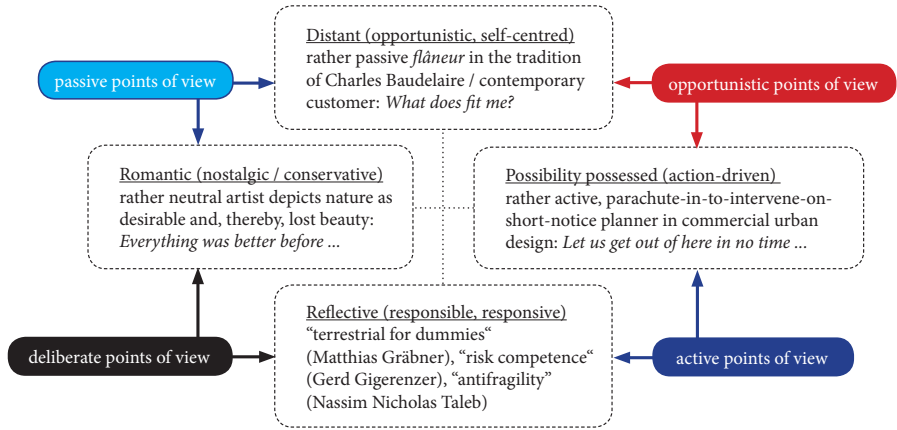 Distant (opportunistic, self-centred)
rather passive flâneur in the tradition
of Charles Baudelaire / contemporary
customer: What does fit me?
passive points of view
opportunistic points of view
Romantic (nostalgic / conservative)
rather neutral artist depicts nature as
desirable and, thereby, lost beauty:
Everything was better before ...
Possibility possessed (action-driven)
rather active, parachute-in-to-intervene-on-
short-notice planner in commercial urban
design: Let us get out of here in no time ...
Reflective (responsible, responsive)
“terrestrial for dummies“
(Matthias Gräbner), “risk competence“
(Gerd Gigerenzer), “antifragility”
(Nassim Nicholas Taleb)
deliberate points of view
active points of view